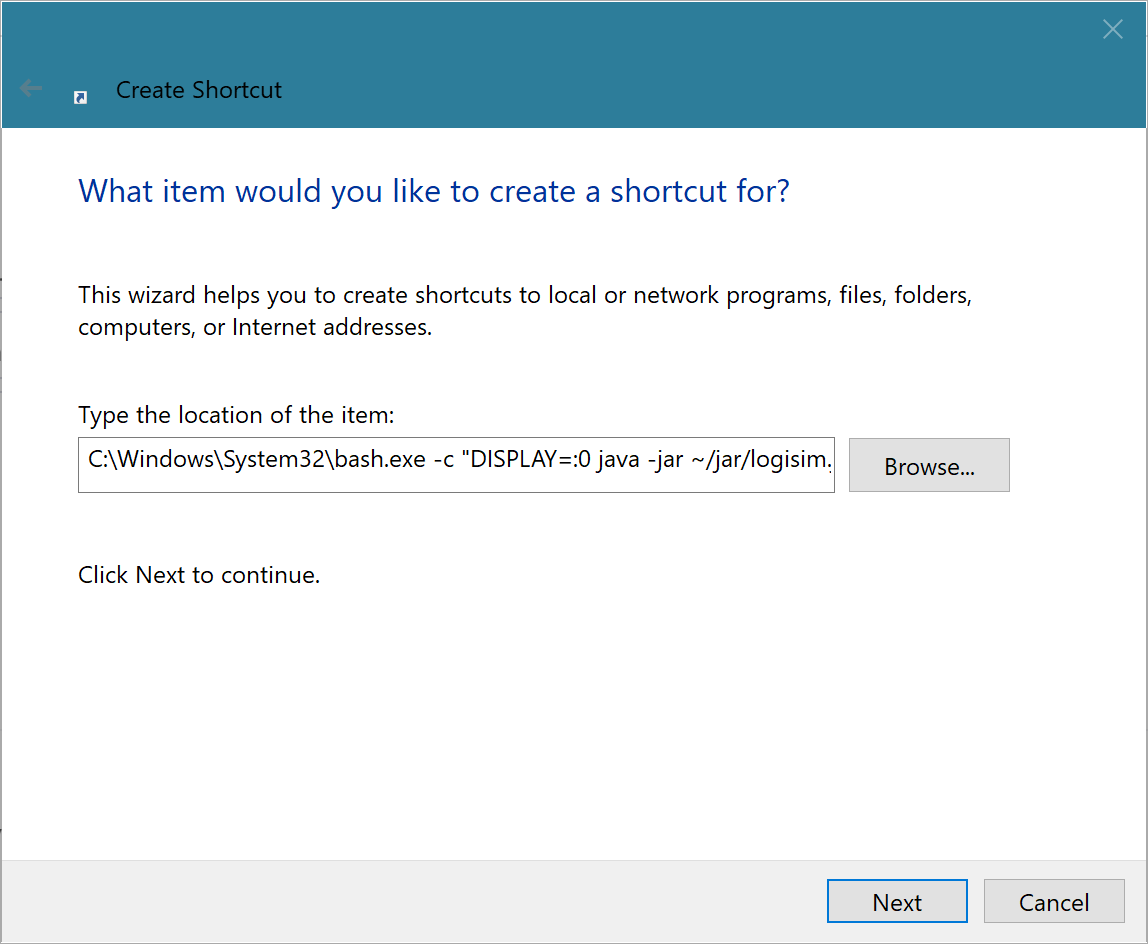 Create Shortcut
What item would you like to create a shortcut for?
This wizard helps you to create shortcuts to local or network programs, files, folders,
computers, or Internet addresses.
Type the location of the item:
C:\Windows\System32\bash.exe -c "DISPLAY=:0 java -jar ~/jar/logisim.
Browse...
Click Next to continue.
Next
Cancel